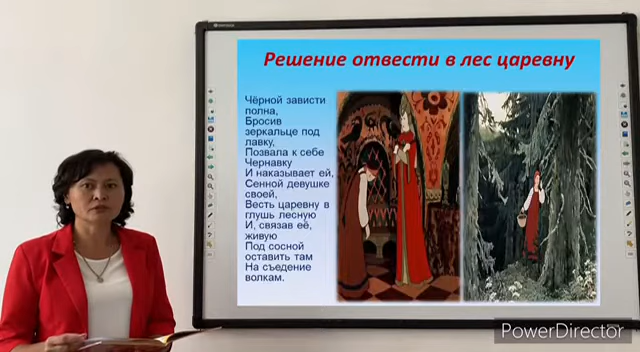 Решение отвести в лес царевну
Чёрной зависти
полна,
Бросив
зеркальце под
лавку,
Позвала к себе
Чернавку
И наказывает ей,
Сенной девушке
своей,
Весть царевну в
глушь лесную
И, связав её,
живую
Под сосной
оставить там
На съедение
волкам.
PowerDirector